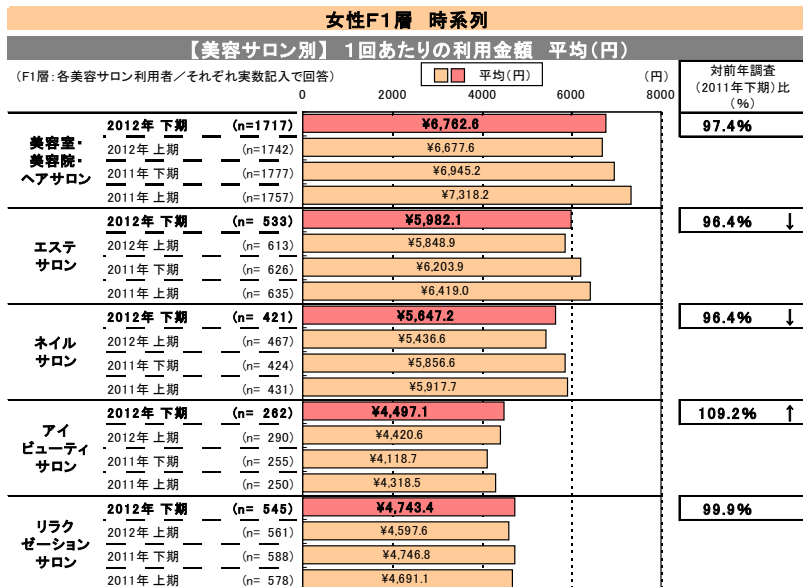 女性F1層 時系列
【美容サロン別】 1回あたりの利用金額 平均(円)
(F1層:各美容サロン利用者/それぞれ実数記入で回答)
平均(円)
(円)
対前年調査
(2011年下期)比
(%)
0 2000 4000 6000 8000
美容室・
美容院・
ヘアサロン
2012年 下期 (n=1717) ¥6,762.6 97.4%
2012年 上期 (n=1742) ¥6,677.6
2011年 下期 (n=1777) ¥6,945.2
2011年 上期 (n=1757) ¥7,318.2
エステ
サロン
2012年 下期 (n= 533) ¥5,982.1 96.4% ↓
2012年 上期 (n= 613) ¥5,848.9
2011年 下期 (n= 626) ¥6,203.9
2011年 上期 (n= 635) ¥6,419.0
ネイル
サロン
2012年 下期 (n= 421) ¥5,647.2 96.4% ↓
2012年 上期 (n= 467) ¥5,436.6
2011年 下期 (n= 424) ¥5,856.6
2011年 上期 (n= 431) ¥5,917.7
アイ
ビューティ
サロン
2012年 下期 (n= 262) ¥4,497.1 109.2% ↑
2012年 上期 (n= 290) ¥4,420.6
2011年 下期 (n= 255) ¥4,118.7
2011年 上期 (n= 250) ¥4,318.5
リラク
ゼーション
サロン
2012年 下期 (n= 545) ¥4,743.4 99.9%
2012年 上期 (n= 561) ¥4,597.6
2011年 下期 (n= 588) ¥4,746.8
2011年 上期 (n= 578) ¥4,691.1